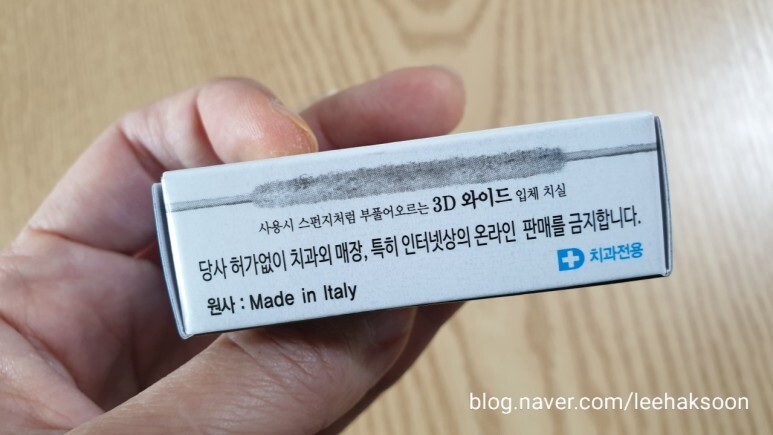 사용시 스펀지처럼 부풀어오르는 3D 와이드 입체 치실
당사 허가없이 치과외 매장, 특히 인터넷상의 온라인 판매를 금지합니다.
원사 : Made in Italy
치과전용
blog.naver.com/leehaksoon